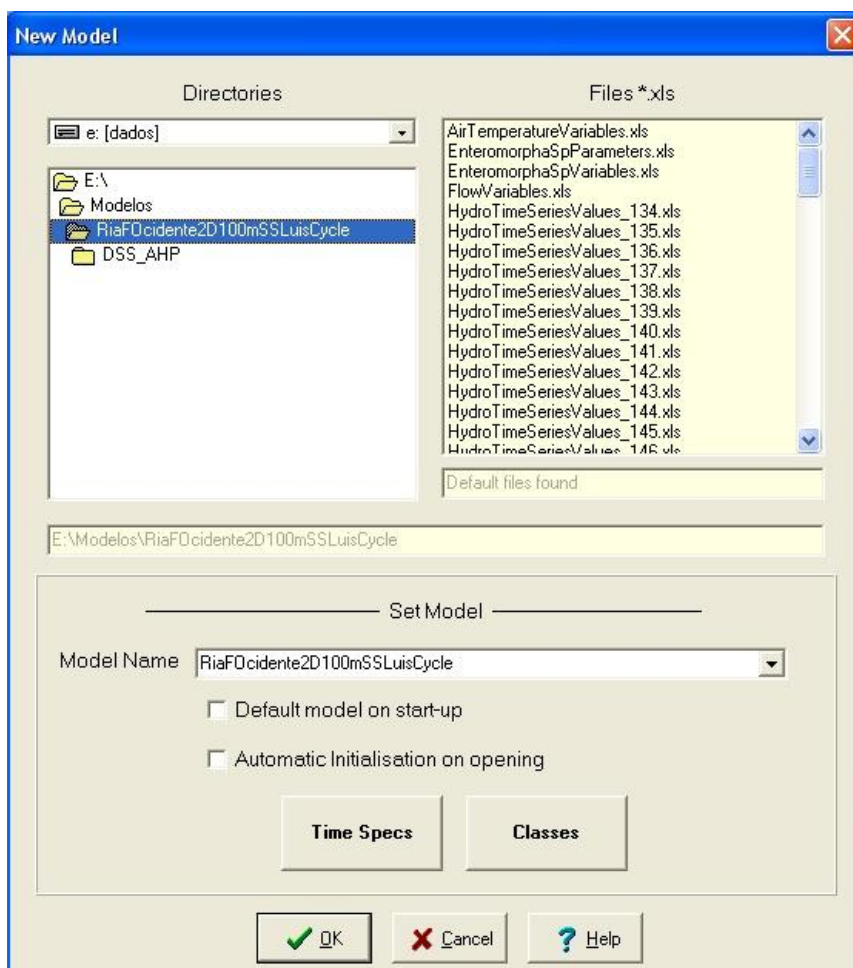 New Model
Directories
Files *.xls
e: [dados]
E:\
Modelos
RiaFOcidente2D100mSSLuisCycle
DSS_AHP
AirTemperatureVariables.xls
EnteromorphaSpParameters.xls
EnteromorphaSpVariables.xls
FlowVariables.xls
HydroTimeSeriesValues_134.xls
HydroTimeSeriesValues_135.xls
HydroTimeSeriesValues_136.xls
HydroTimeSeriesValues_137.xls
HydroTimeSeriesValues_138.xls
HydroTimeSeriesValues_139.xls
HydroTimeSeriesValues_140.xls
HydroTimeSeriesValues_141.xls
HydroTimeSeriesValues_142.xls
HydroTimeSeriesValues_143.xls
HydroTimeSeriesValues_144.xls
HydroTimeSeriesValues_145.xls
HydroTimeSeriesValues_146.xls
Default files found
E:\Modelos\RiaFOcidente2D100mSSLuisCycle
Set Model
Model Name
RiaFOcidente2D100mSSLuisCycle
Default model on start-up
Automatic Initialisation on opening
Time Specs
Classes
OK
Cancel
Help